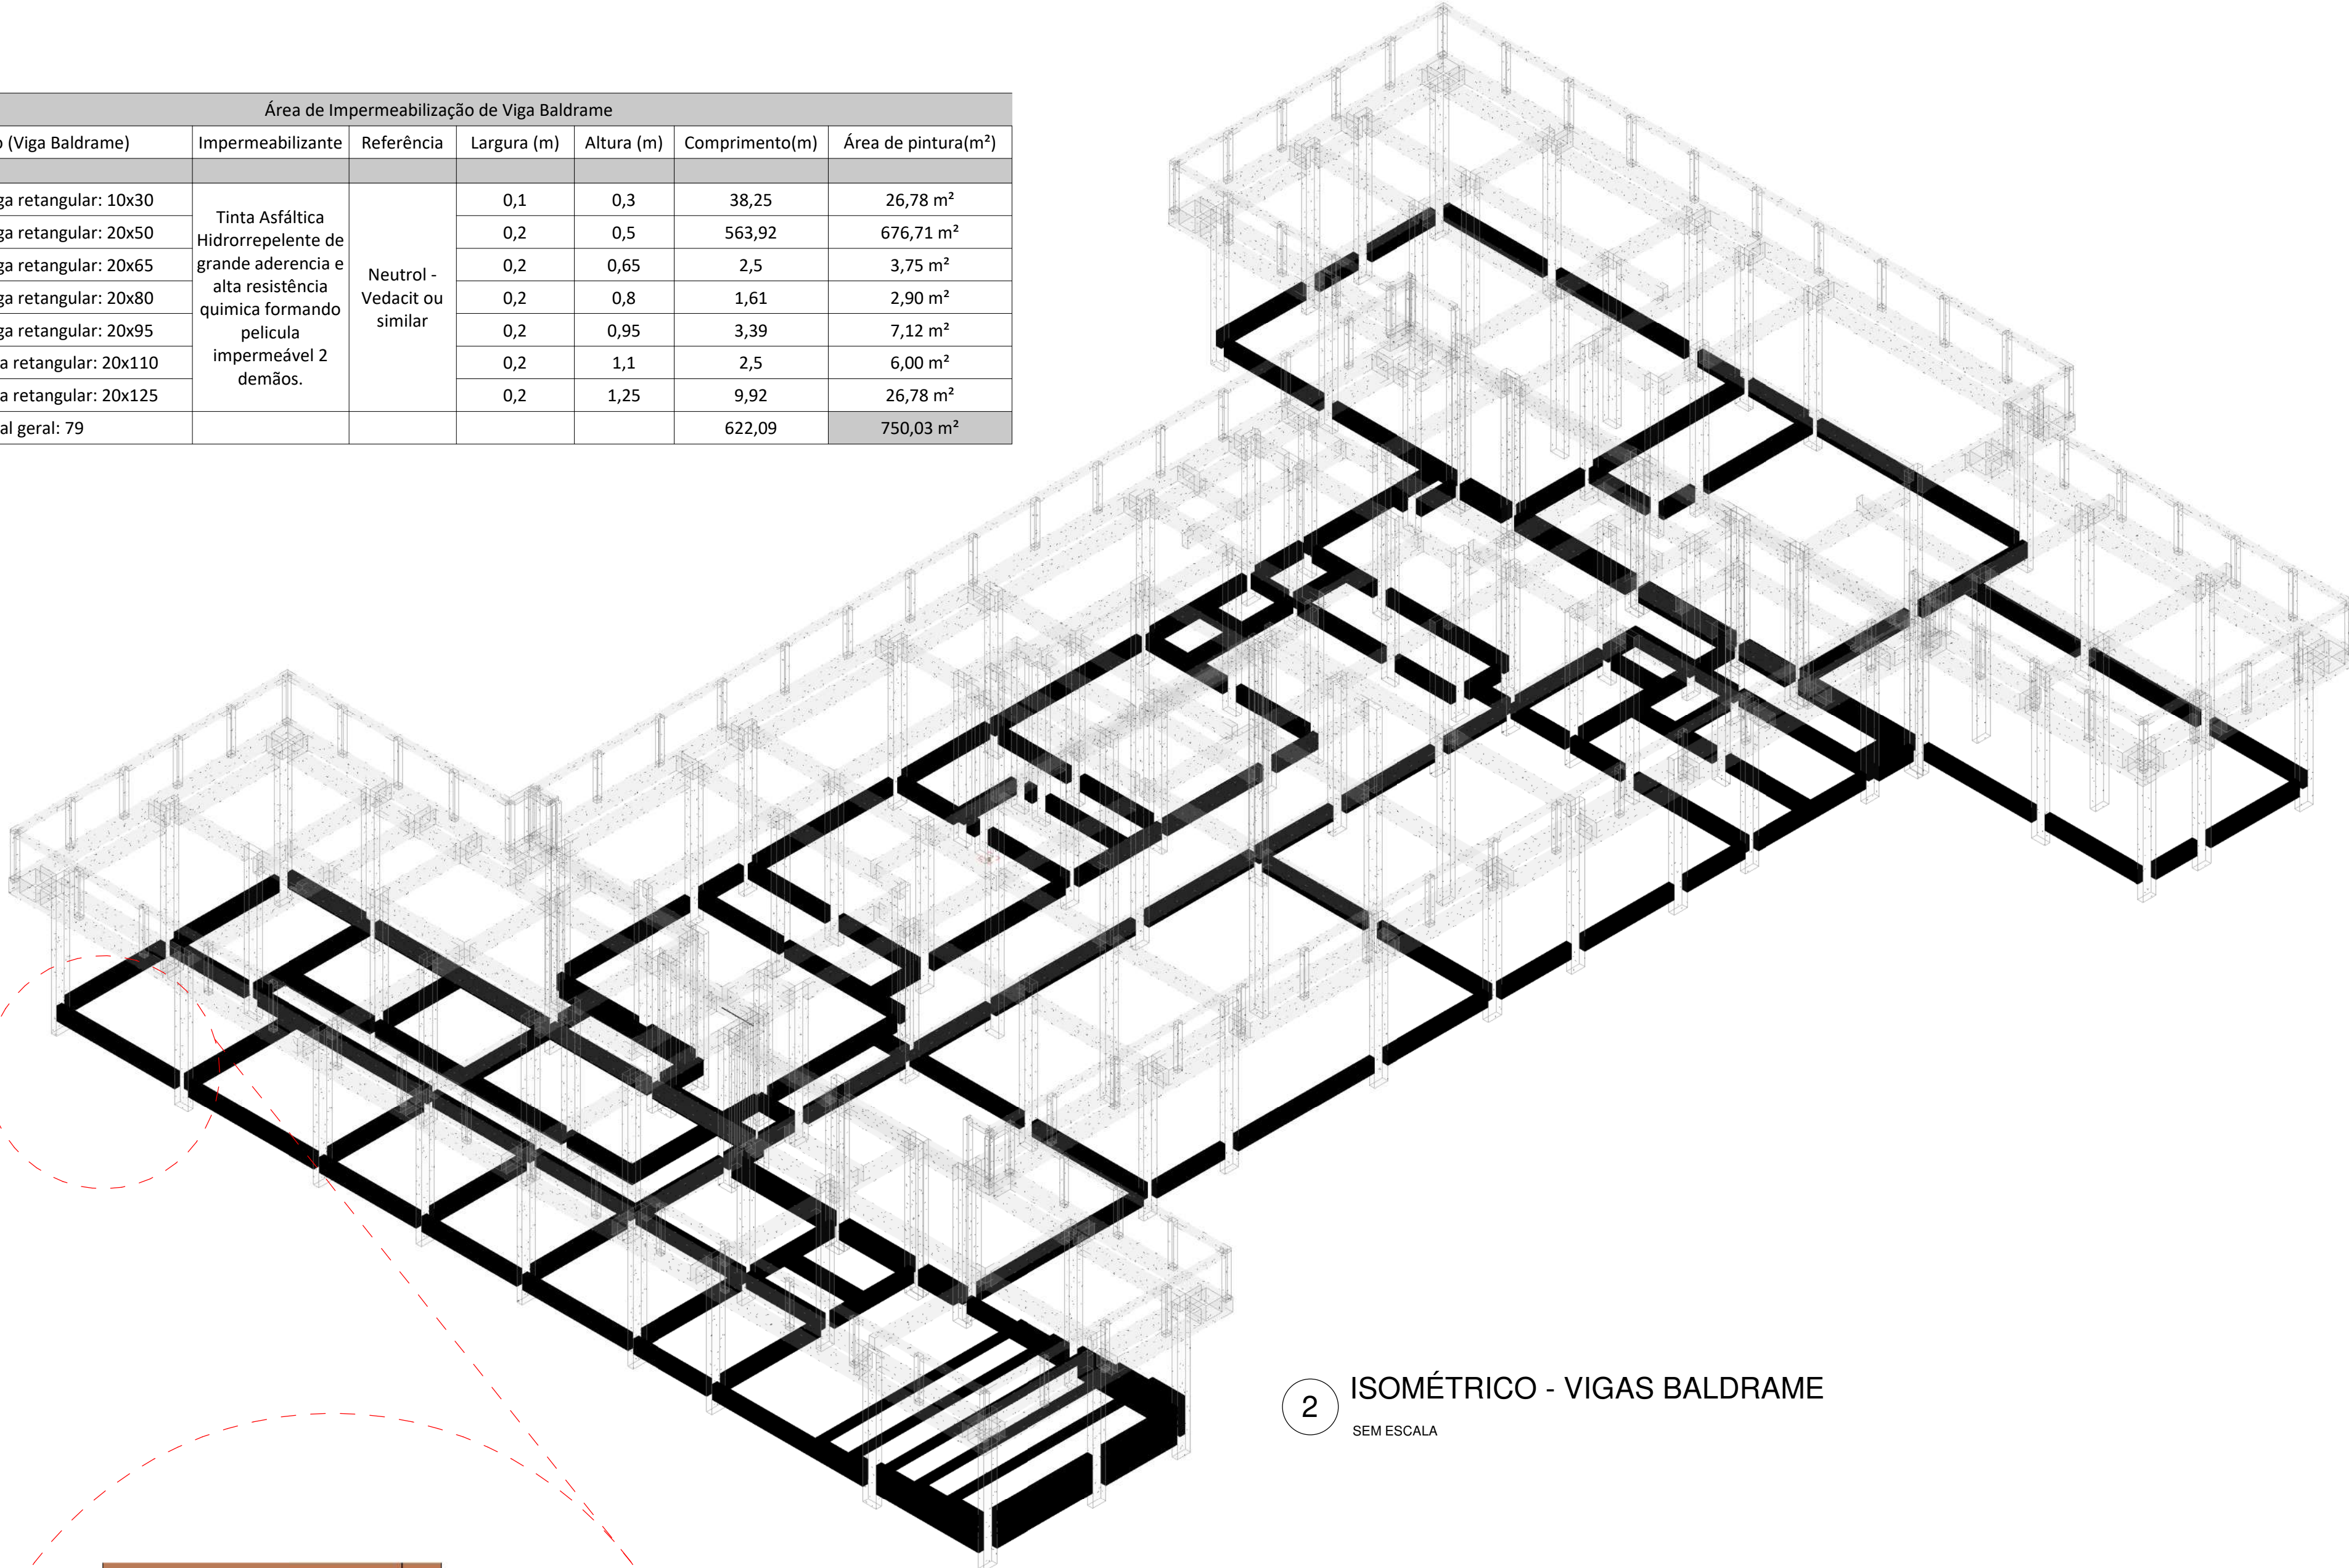 Área de Impermeabilização de Viga Baldrame
(Viga Baldrame) Impermeabilizante Referência Largura (m) Altura (m) Comprimento(m) Área de pintura(m²)
retangular: 10x30 0,1 0,3 38,25 26,78 m²
retangular: 20x50 0,2 0,5 563,92 676,71 m²
retangular: 20x65 0,2 0,65 2,5 3,75 m²
retangular: 20x80 0,2 0,8 1,61 2,90 m²
retangular: 20x95 0,2 0,95 3,39 7,12 m²
retangular: 20x110 0,2 1,1 2,5 6,00 m²
retangular: 20x125 0,2 1,25 9,92 26,78 m²
Tinta Asfáltica
Hidrorrepelente de
grande aderencia e
alta resistência
quimica formando
pelicula
impermeável 2
demãos.
Neutrol -
Vedacit ou
similar
geral: 79 622,09 750,03 m²
2 ISOMÉTRICO - VIGAS BALDRAME
SEM ESCALA